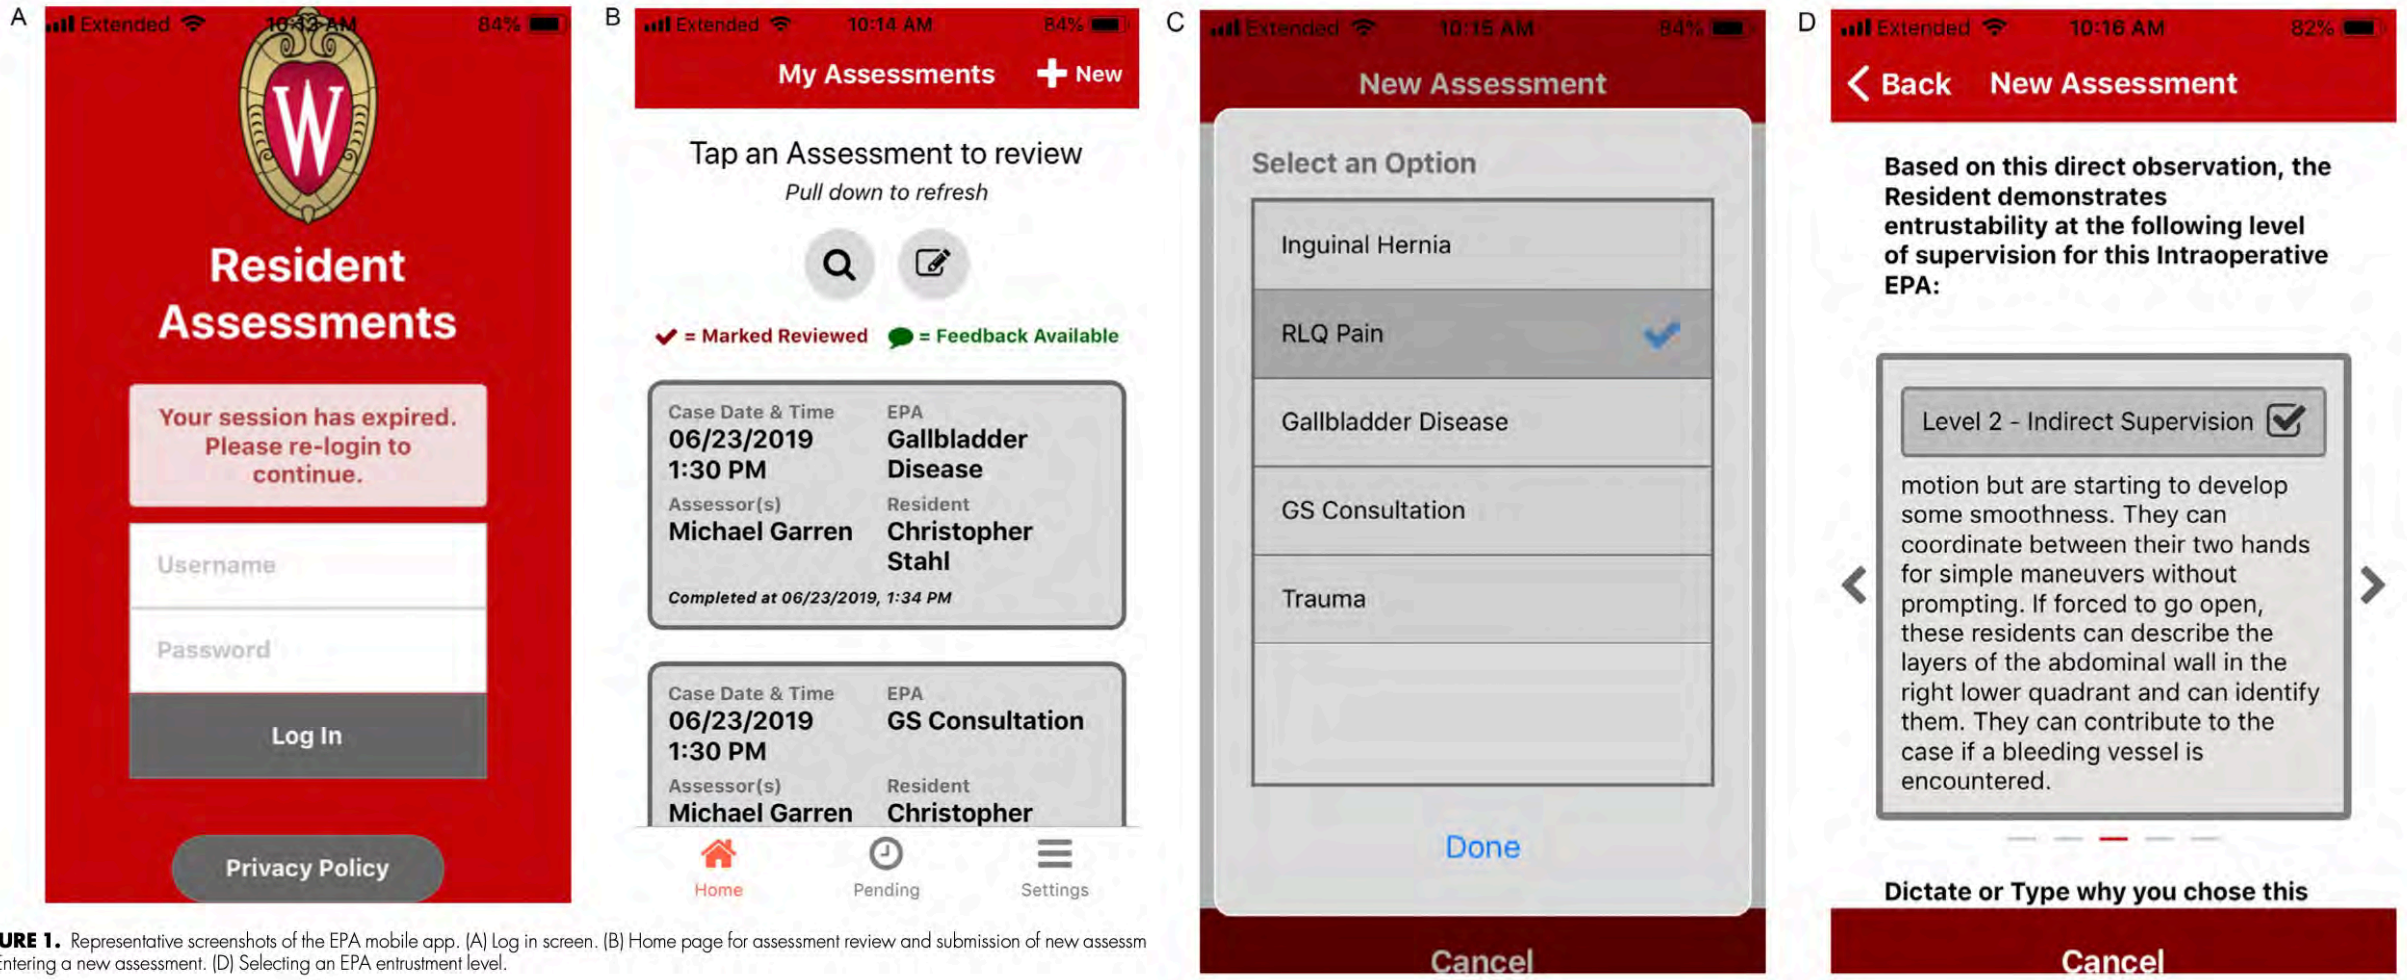 A
Extended
10:13 AM
84%
W
Resident
Assessments
Your session has expired.
Please re-login to
continue.
Username
Password
Log In
Privacy Policy
B
Extended
10:14 AM
84%
My Assessments
New
Tap an Assessment to review
Pull down to refresh
= Marked Reviewed
= Feedback Available
Case Date & Time
06/23/2019
1:30 PM
EPA
Gallbladder
Disease
Assessor(s)
Michael Garren
Resident
Christopher
Stahl
Completed at 06/23/2019, 1:34 PM
Case Date & Time
06/23/2019
1:30 PM
EPA
GS Consultation
Assessor(s)
Michael Garren
Resident
Christopher
Home
Pending
Settings
C
Extended
10:15 AM
84%
New Assessment
Select an Option
Inguinal Hernia
RLQ Pain
Gallbladder Disease
GS Consultation
Trauma
Done
Cancel
D
Extended
10:16 AM
82%
Back
New Assessment
Based on this direct observation, the
Resident demonstrates
entrustability at the following level
of supervision for this Intraoperative
EPA:
Level 2 - Indirect Supervision
motion but are starting to develop
some smoothness. They can
coordinate between their two hands
for simple maneuvers without
prompting. If forced to go open,
these residents can describe the
layers of the abdominal wall in the
right lower quadrant and can identify
them. They can contribute to the
case if a bleeding vessel is
encountered.
Dictate or Type why you chose this
Cancel
URE 1. Representative screenshots of the EPA mobile app. (A) Log in screen. (B) Home page for assessment review and submission of new assessm
Entering a new assessment. (D) Selecting an EPA entrustment level.